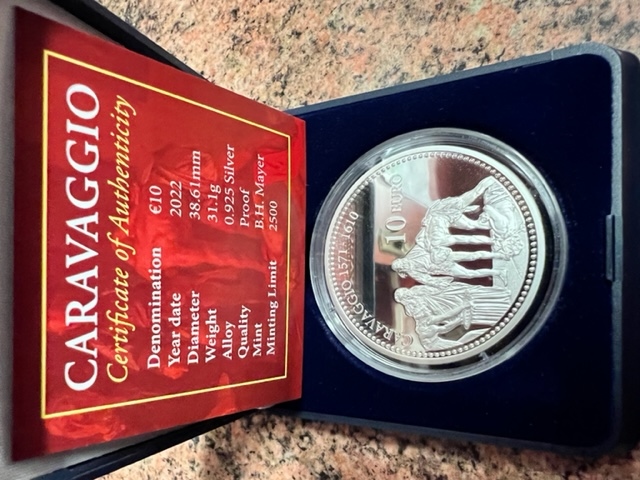 CARAVAGGIO
Certificate of Authenticity
Denomination €10
Year date 2022
Diameter 38.61mm
Weight 31.1g
Alloy 0.925 Silver
Quality Proof
Mint B.H. Mayer
Minting Limit 2500
CARAVAGGIO 1571-1610
10 EURO